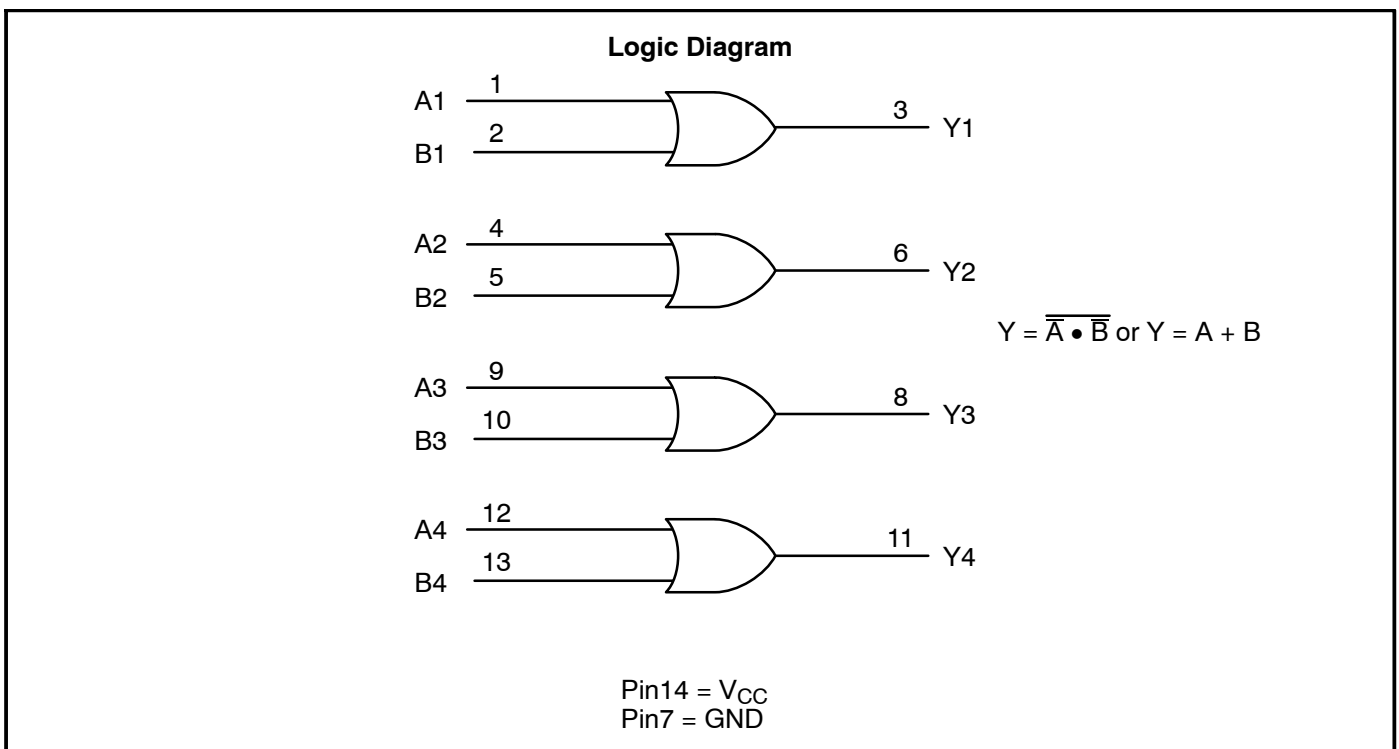 Logic Diagram
A1 1
B1 2
3 Y1
A2 4
B2 5
6 Y2
Y = A̅ • B̅̅ or Y = A + B
A3 9
B3 10
8 Y3
A4 12
B4 13
11 Y4
Pin14 = VCC
Pin7 = GND